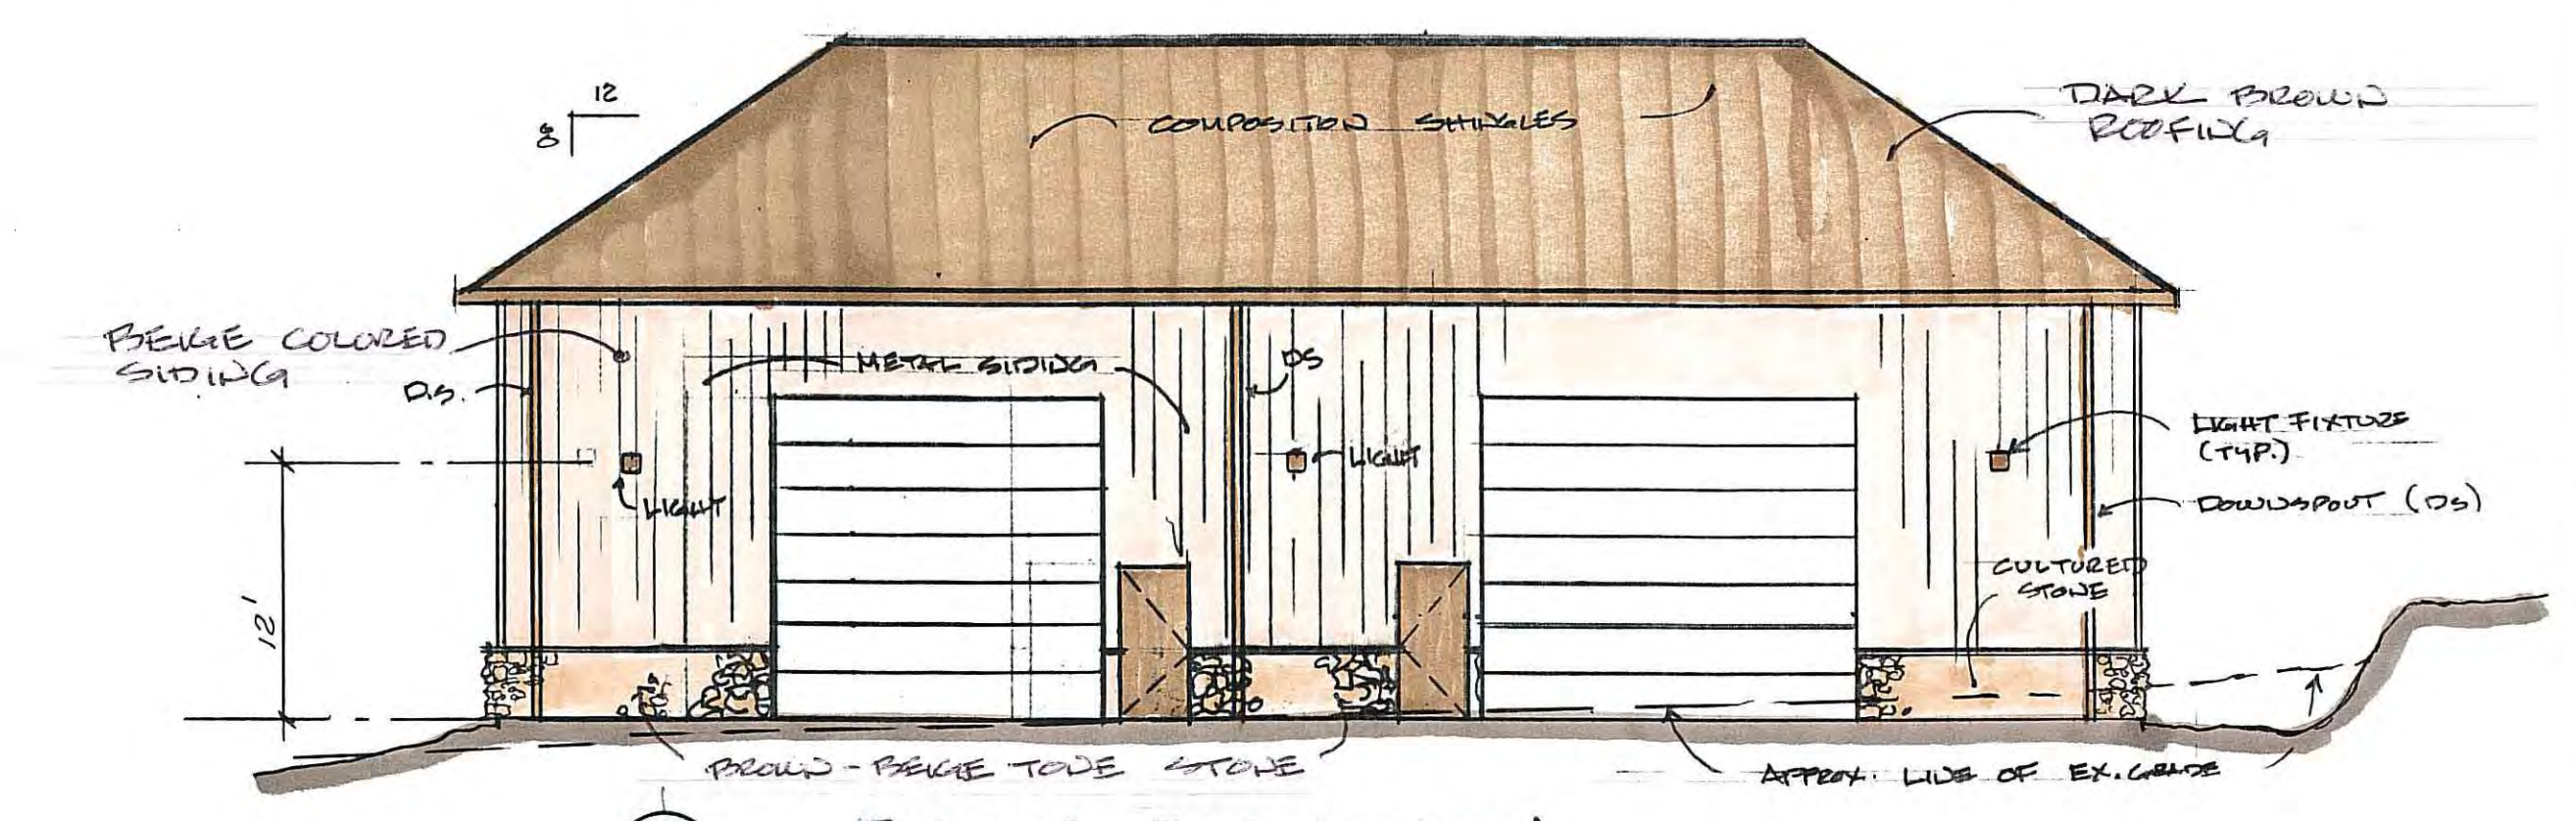 12
8
COMPOSITION SHINGLES
DARK BROWN
ROOFING
BEIGE COLORED
SIDING
D.S.
METAL SIDING
DS
LIGHT
LIGHT
LIGHT FIXTURE
(TYP.)
DOWNSPOUT (DS)
CULTURED
STONE
12'
BROWN-BEIGE TONE STONE
APPROX. LINE OF EX. GRADE